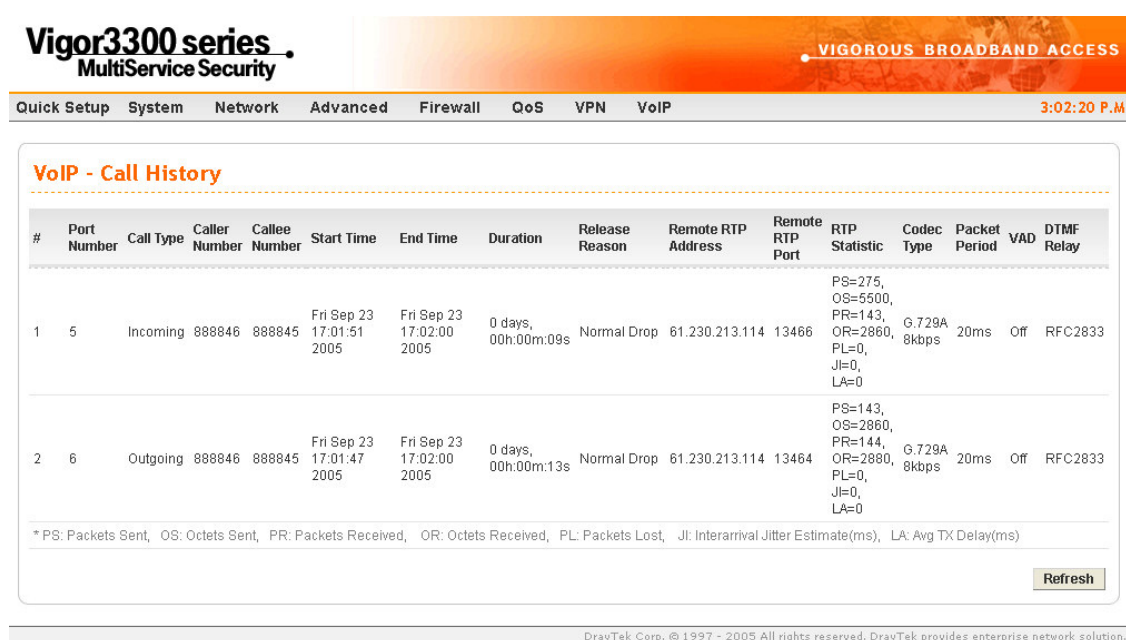 Vigor3300 series
MultiService Security
VIGOROUS BROADBAND ACCESS
Quick Setup System Network Advanced Firewall QoS VPN VoIP 3:02:20 P.M
VoIP - Call History
# Port Number Call Type Caller Number Callee Number Start Time End Time Duration Release Reason Remote RTP Address Remote RTP Port RTP Statistic Codec Type Packet Period VAD DTMF Relay
1 5 Incoming 888846 888845 Fri Sep 23 17:01:51 2005 Fri Sep 23 17:02:00 2005 0 days, 00h:00m:09s Normal Drop 61.230.213.114 13466 PS=275, OS=5500, PR=143, OR=2860, PL=0, JI=0, LA=0 G.729A 8kbps 20ms Off RFC2833
2 6 Outgoing 888846 888845 Fri Sep 23 17:01:47 2005 Fri Sep 23 17:02:00 2005 0 days, 00h:00m:13s Normal Drop 61.230.213.114 13464 PS=143, OS=2860, PR=144, OR=2880, PL=0, JI=0, LA=0 G.729A 8kbps 20ms Off RFC2833
* PS: Packets Sent, OS: Octets Sent, PR: Packets Received, OR: Octets Received, PL: Packets Lost, JI: Interarrival Jitter Estimate(ms), LA: Avg TX Delay(ms)
Refresh
DrayTek Corp. © 1997 - 2005 All rights reserved. DrayTek provides enterprise network solution.